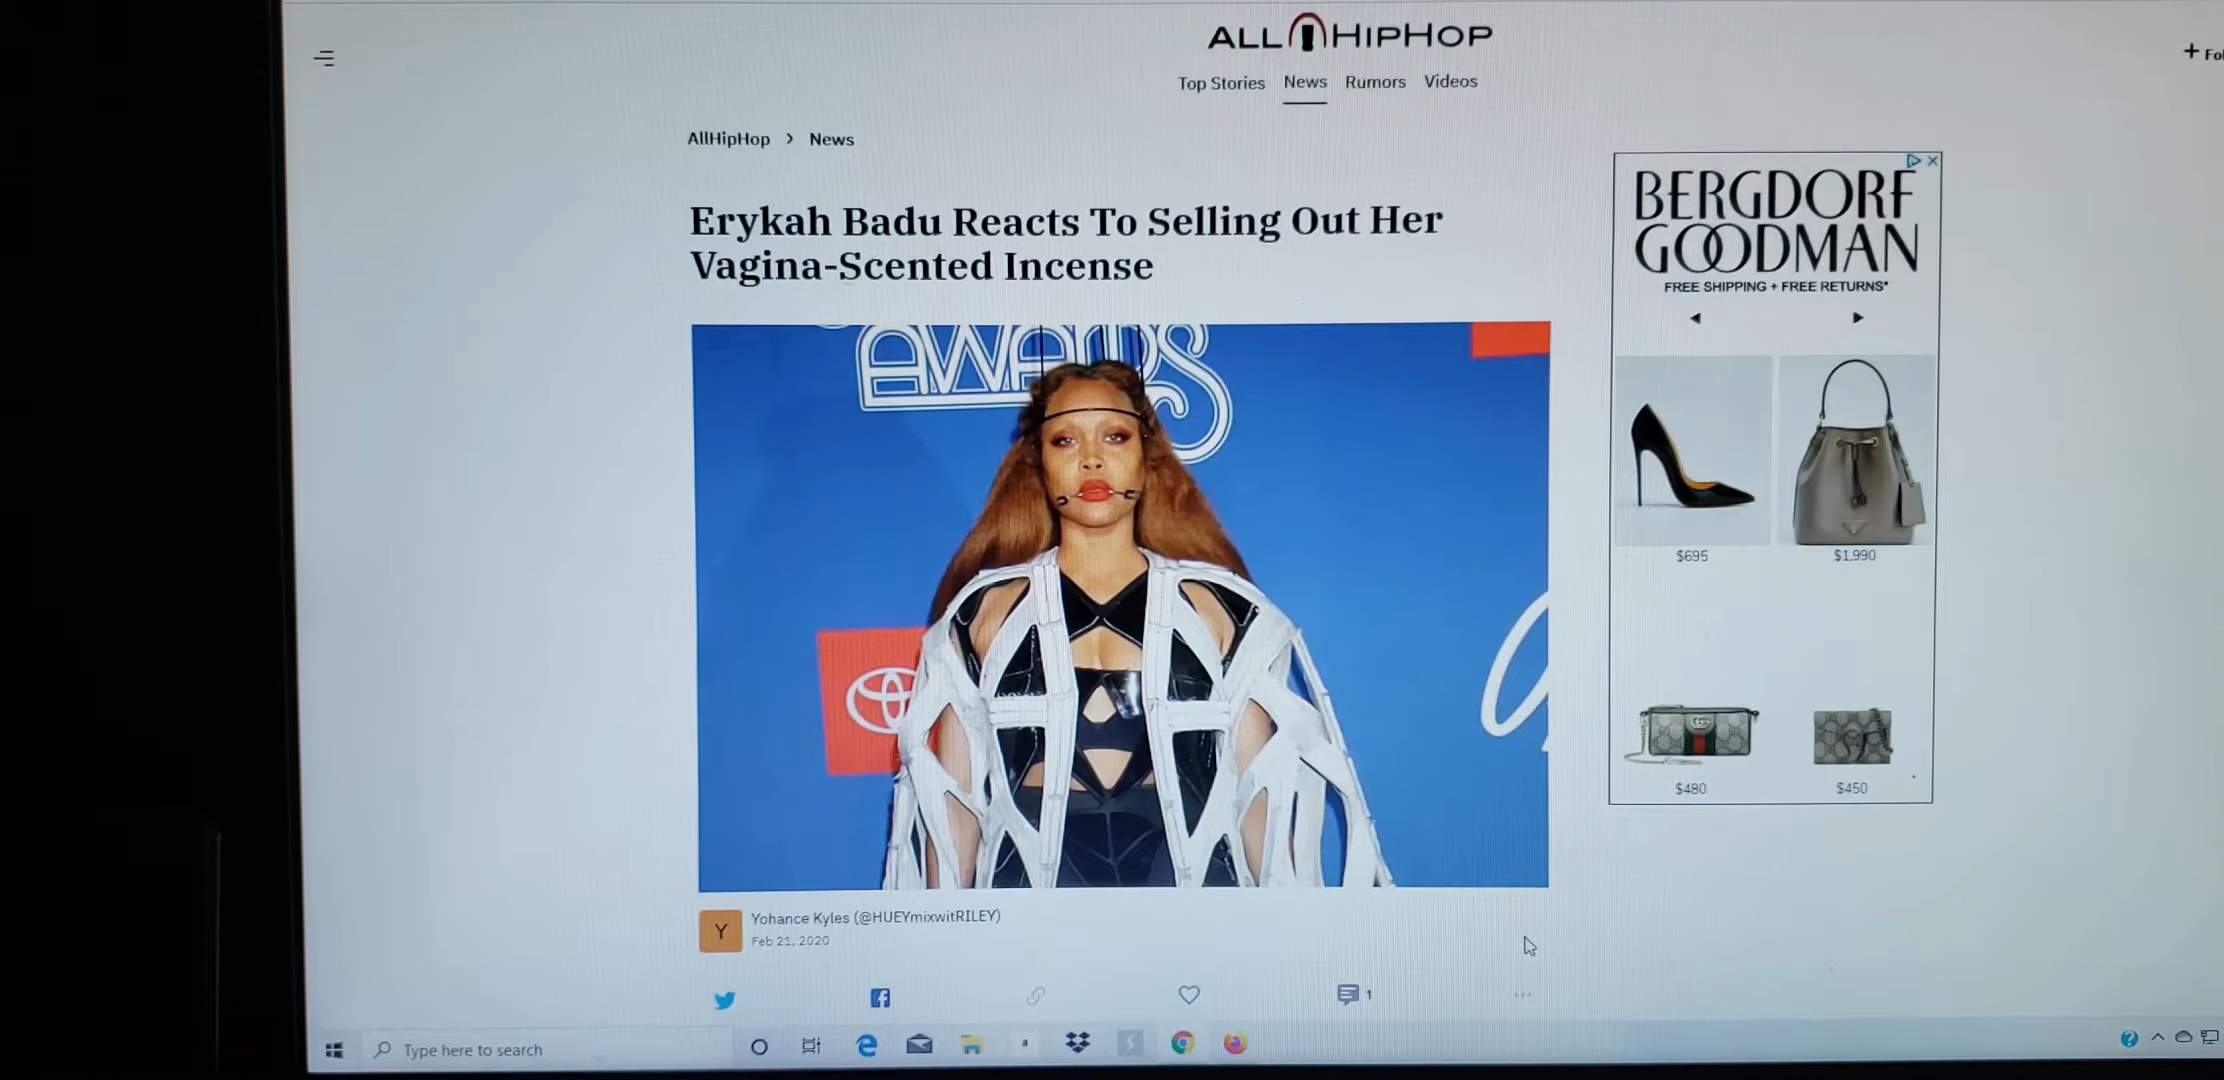 ALL HIPHOP
+ Fol
Top Stories News Rumors Videos
AllHipHop > News
Erykah Badu Reacts To Selling Out Her
Vagina-Scented Incense
AWARDS
Yohance Kyles (@HUEYmixwitRILEY)
Feb 21, 2020
Y
1
BERGDORF
GOODMAN
FREE SHIPPING + FREE RETURNS*
$695
$1,990
$480
$450
Type here to search
a